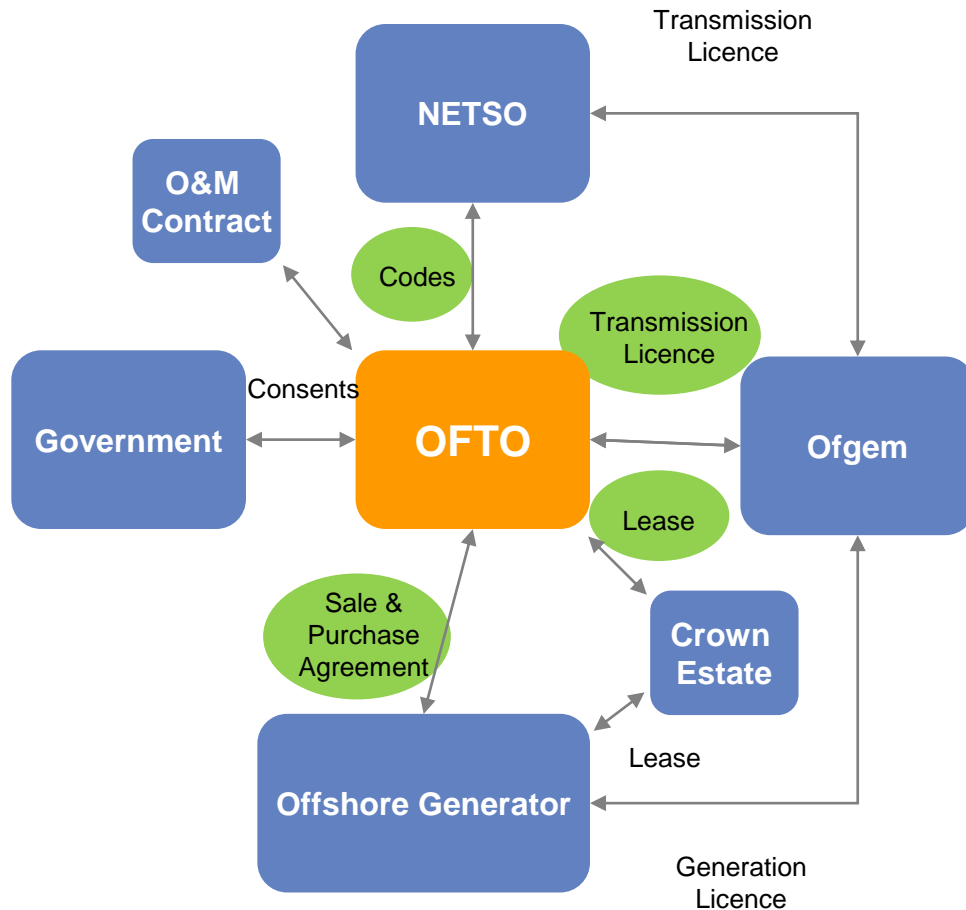 Transmission
Licence
NETSO
O&M
Contract
Codes
Transmission
Licence
Consents
Government
OFTO
Ofgem
Lease
Sale &
Purchase
Agreement
Crown
Estate
Lease
Offshore Generator
Generation
Licence